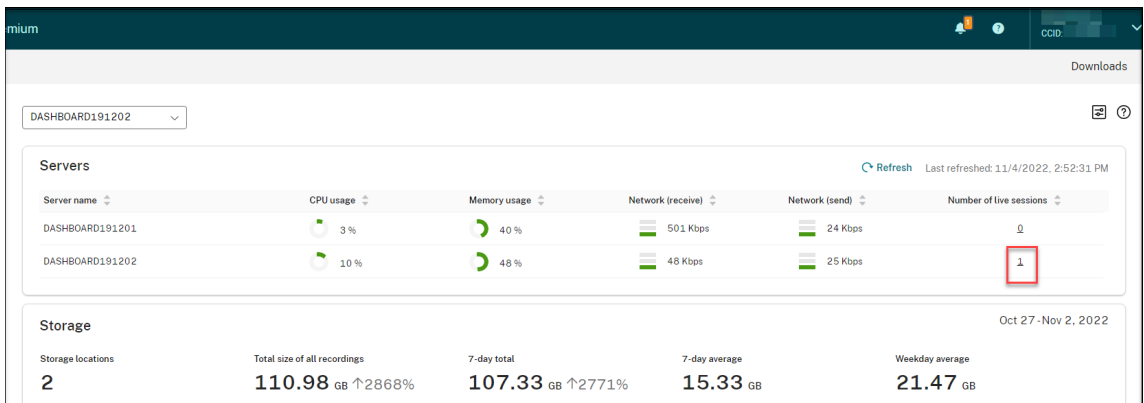 mium
1
?
CCID:
Downloads
DASHBOARD191202
?
Servers
Refresh Last refreshed: 11/4/2022, 2:52:31 PM
Server name CPU usage Memory usage Network (receive) Network (send) Number of live sessions
DASHBOARD191201 3 % 40 % 501 Kbps 24 Kbps 0
DASHBOARD191202 10 % 48 % 48 Kbps 25 Kbps 1
Storage
Oct 27 - Nov 2, 2022
Storage locations Total size of all recordings 7-day total 7-day average Weekday average
2 110.98 GB ↑2868% 107.33 GB ↑2771% 15.33 GB 21.47 GB